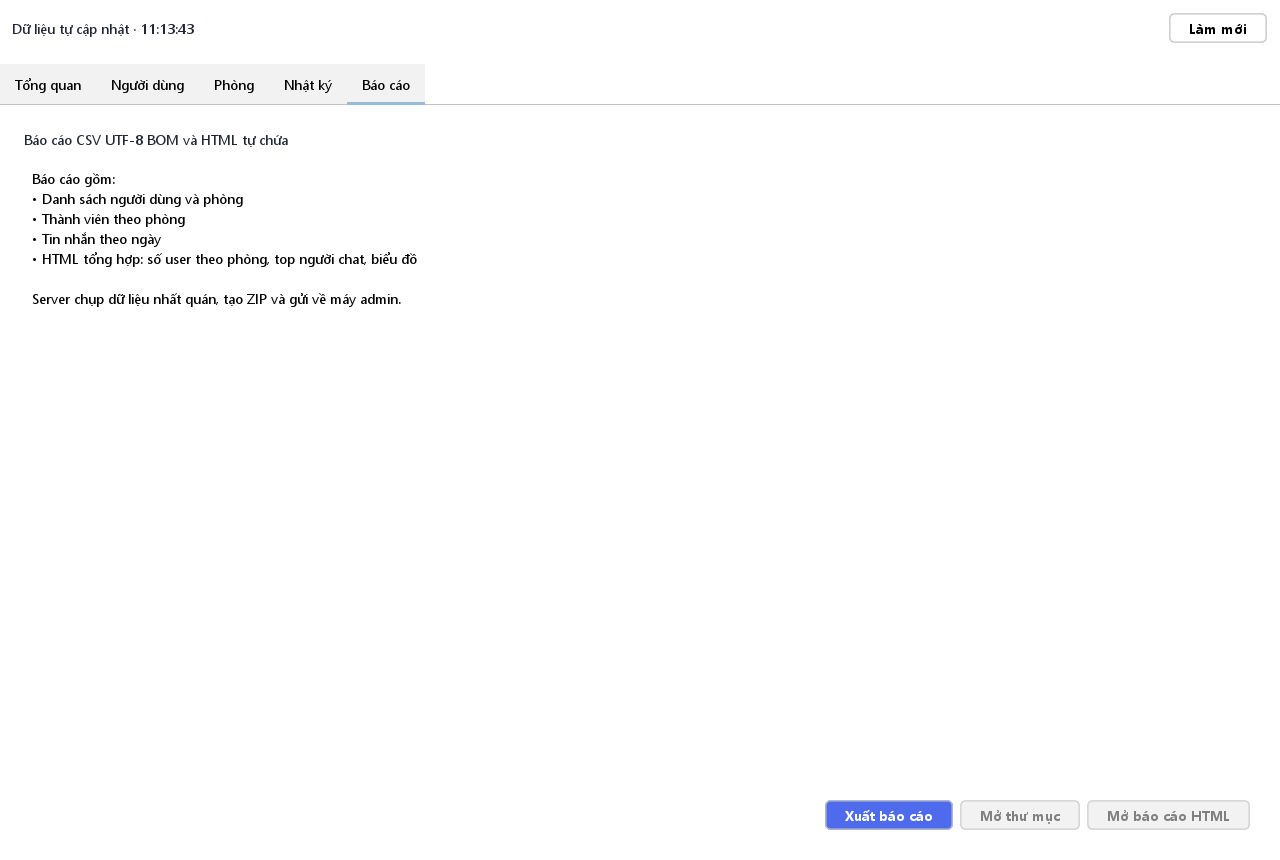 Dữ liệu tự cập nhật · 11:13:43
Làm mới
Tổng quan
Người dùng
Phòng
Nhật ký
Báo cáo
Báo cáo CSV UTF-8 BOM và HTML tự chứa
Báo cáo gồm:
• Danh sách người dùng và phòng
• Thành viên theo phòng
• Tin nhắn theo ngày
• HTML tổng hợp: số user theo phòng, top người chat, biểu đồ
Server chụp dữ liệu nhất quán, tạo ZIP và gửi về máy admin.
Xuất báo cáo
Mở thư mục
Mở báo cáo HTML